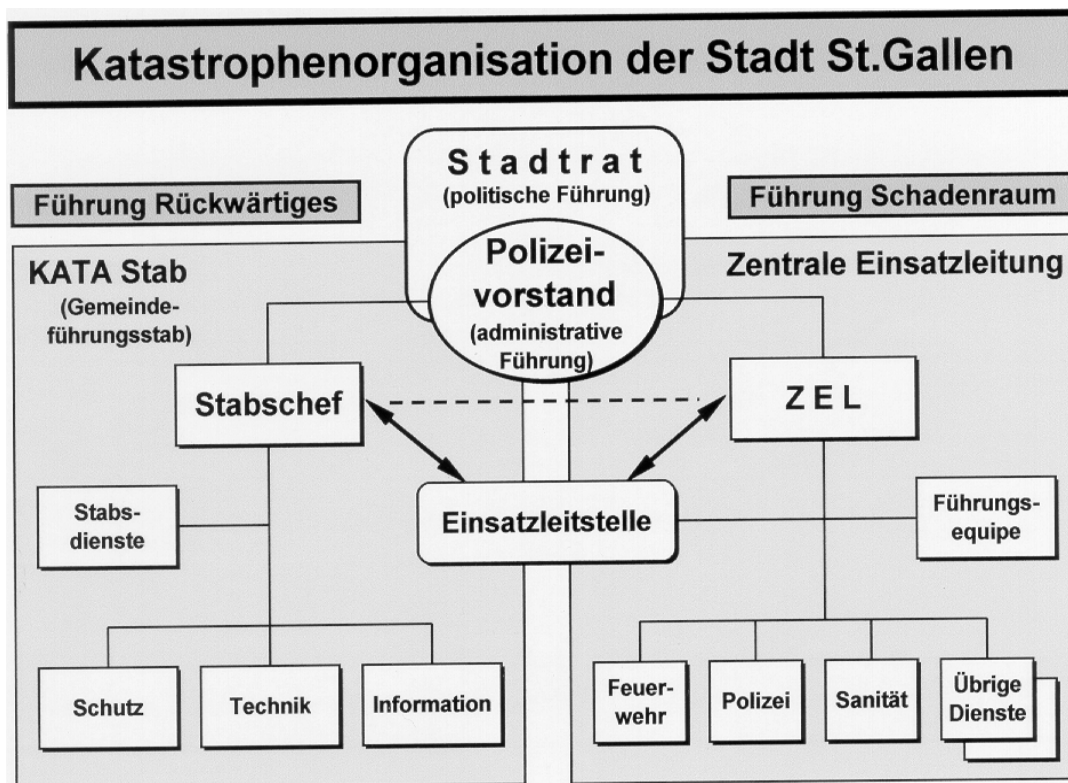 Katastrophenorganisation der Stadt St.Gallen
Stadtrat
(politische Führung)
Führung Rückwärtiges
Führung Schadenraum
KATA Stab
(Gemeinde-
führungsstab)
Polizei-
vorstand
(administrative
Führung)
Zentrale Einsatzleitung
Stabschef
ZEL
Stabs-
dienste
Einsatzleitstelle
Führungs-
equipe
Schutz
Technik
Information
Feuer-
wehr
Polizei
Sanität
Übrige
Dienste